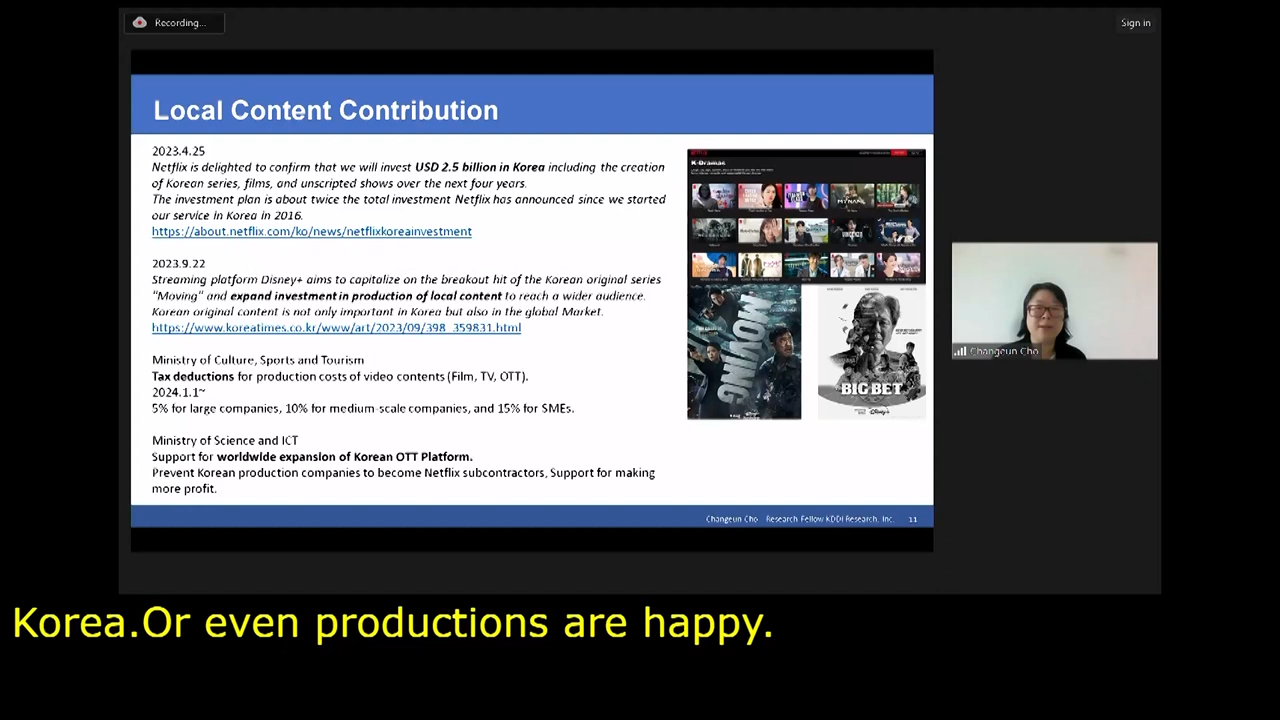 Recording...
Sign in
Local Content Contribution
2023.4.25
Netflix is delighted to confirm that we will invest USD 2.5 billion in Korea including the creation
of Korean series, films, and unscripted shows over the next four years.
The investment plan is about twice the total investment Netflix has announced since we started
our service in Korea in 2016.
https://about.netflix.com/ko/news/netflixkoreainvestment
2023.9.22
Streaming platform Disney+ aims to capitalize on the breakout hit of the Korean original series
"Moving" and expand investment in production of local content to reach a wider audience.
Korean original content is not only important in Korea but also in the global Market.
https://www.koreatimes.co.kr/www/art/2023/09/398_359831.html
Ministry of Culture, Sports and Tourism
Tax deductions for production costs of video contents (Film, TV, OTT).
2024.1.1~
5% for large companies, 10% for medium-scale companies, and 15% for SMEs.
Ministry of Science and ICT
Support for worldwide expansion of Korean OTT Platform.
Prevent Korean production companies to become Netflix subcontractors, Support for making
more profit.
NETFLIX
K-Dramas
MY NAME
MOVING
BIG BET
Disney+
Changeun Cho
Changeun Cho Research Fellow KDDI Research, Inc. 11
Korea.Or even productions are happy.